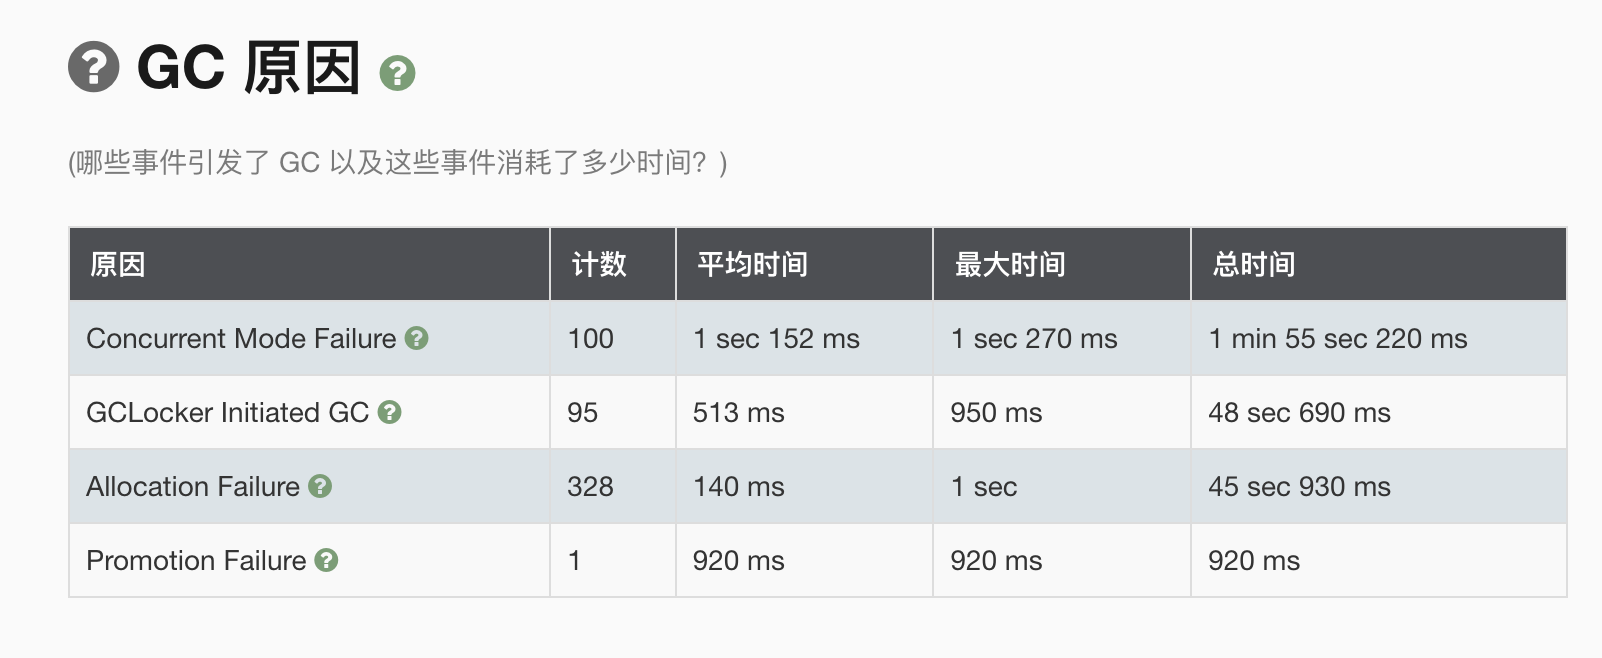 GC 原因
(哪些事件引发了 GC 以及这些事件消耗了多少时间？)
原因 计数 平均时间 最大时间 总时间
Concurrent Mode Failure 100 1 sec 152 ms 1 sec 270 ms 1 min 55 sec 220 ms
GCLocker Initiated GC 95 513 ms 950 ms 48 sec 690 ms
Allocation Failure 328 140 ms 1 sec 45 sec 930 ms
Promotion Failure 1 920 ms 920 ms 920 ms